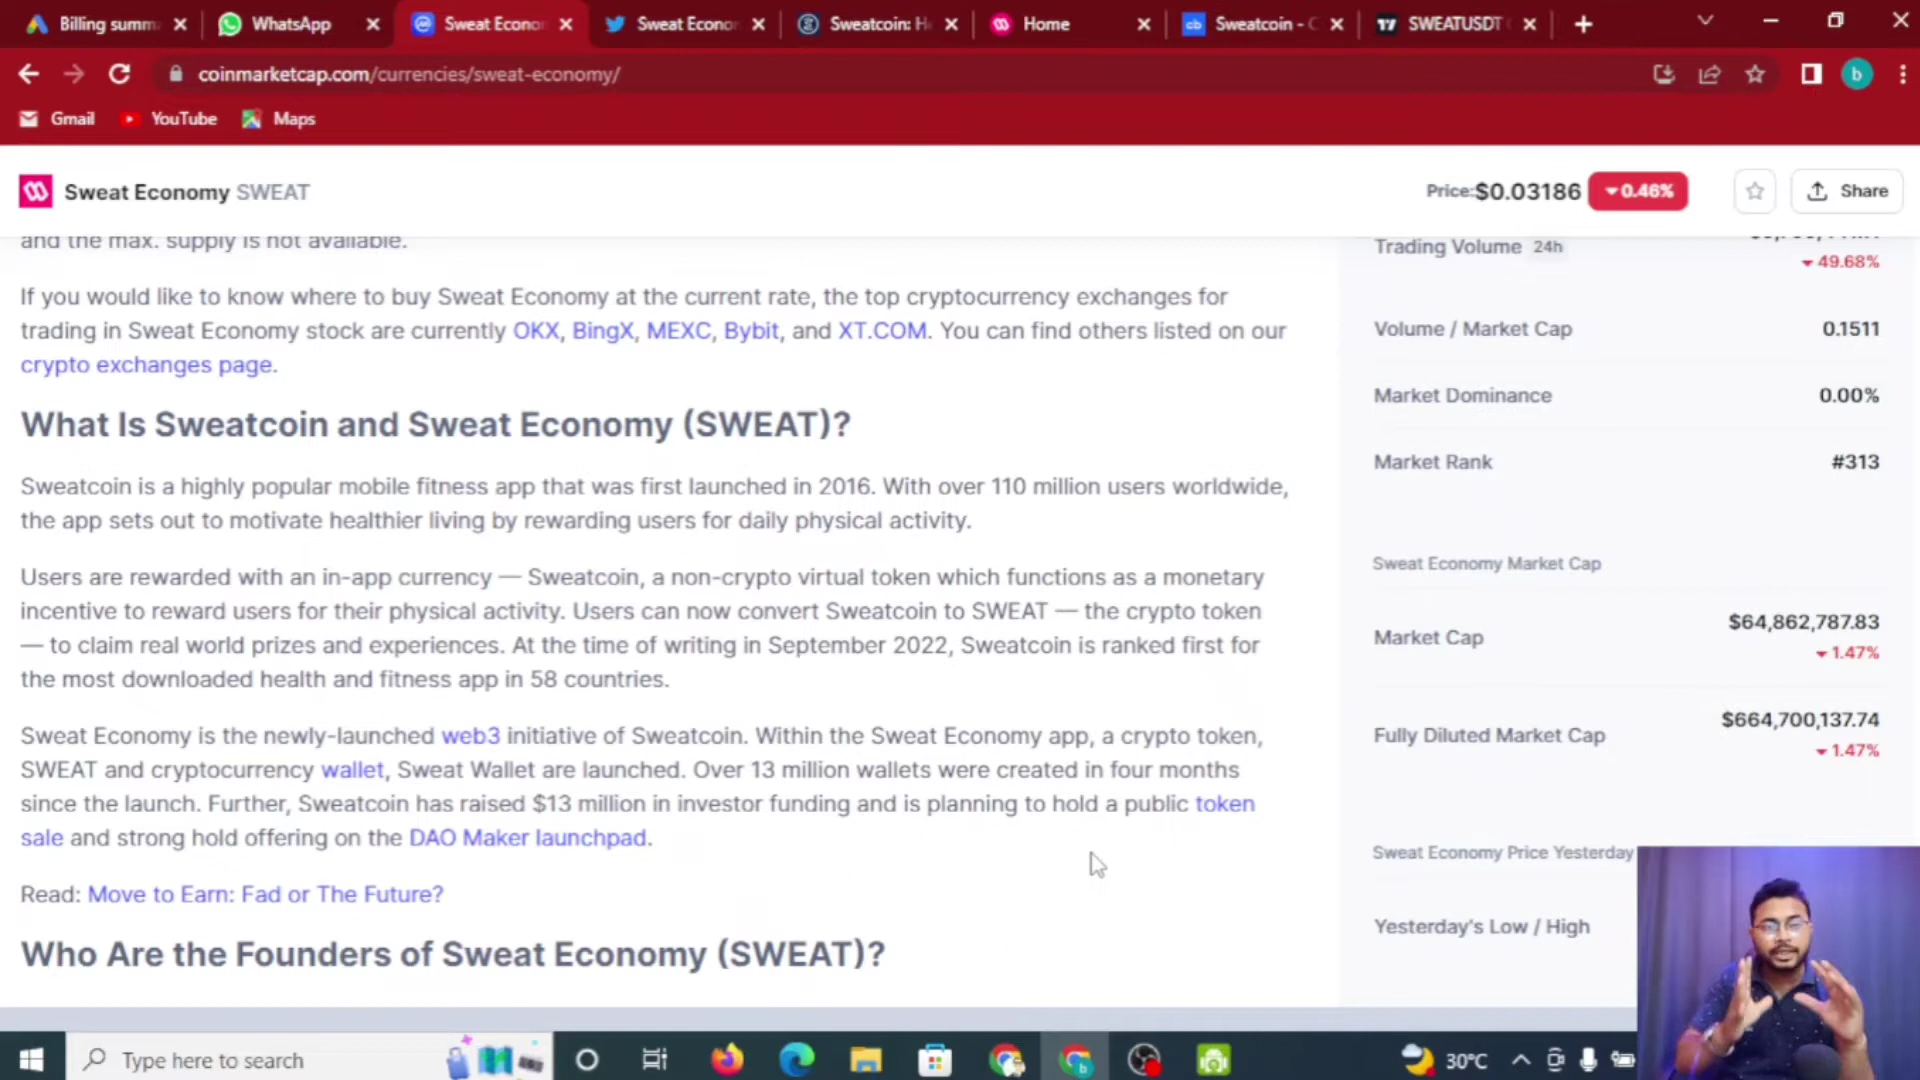 Billing summ
WhatsApp
Sweat Econo
Sweat Econo
Sweatcoin: H
Home
cb
Sweatcoin - C
SWEATUSDT
coinmarketcap.com/currencies/sweat-economy/
b
Gmail
YouTube
Maps
Sweat Economy SWEAT
Price:$0.03186
0.46%
Share
and the max. supply is not available.
Trading Volume 24h
49.68%
If you would like to know where to buy Sweat Economy at the current rate, the top cryptocurrency exchanges for
trading in Sweat Economy stock are currently OKX, BingX, MEXC, Bybit, and XT.COM. You can find others listed on our
crypto exchanges page.
Volume / Market Cap
0.1511
Market Dominance
0.00%
Market Rank
#313
What Is Sweatcoin and Sweat Economy (SWEAT)?
Sweatcoin is a highly popular mobile fitness app that was first launched in 2016. With over 110 million users worldwide,
the app sets out to motivate healthier living by rewarding users for daily physical activity.
Users are rewarded with an in-app currency — Sweatcoin, a non-crypto virtual token which functions as a monetary
incentive to reward users for their physical activity. Users can now convert Sweatcoin to SWEAT — the crypto token
— to claim real world prizes and experiences. At the time of writing in September 2022, Sweatcoin is ranked first for
the most downloaded health and fitness app in 58 countries.
Sweat Economy Market Cap
Market Cap
$64,862,787.83
1.47%
Fully Diluted Market Cap
$664,700,137.74
1.47%
Sweat Economy is the newly-launched web3 initiative of Sweatcoin. Within the Sweat Economy app, a crypto token,
SWEAT and cryptocurrency wallet, Sweat Wallet are launched. Over 13 million wallets were created in four months
since the launch. Further, Sweatcoin has raised $13 million in investor funding and is planning to hold a public token
sale and strong hold offering on the DAO Maker launchpad.
Sweat Economy Price Yesterday
Yesterday's Low / High
Read: Move to Earn: Fad or The Future?
Who Are the Founders of Sweat Economy (SWEAT)?
Type here to search
b
30°C